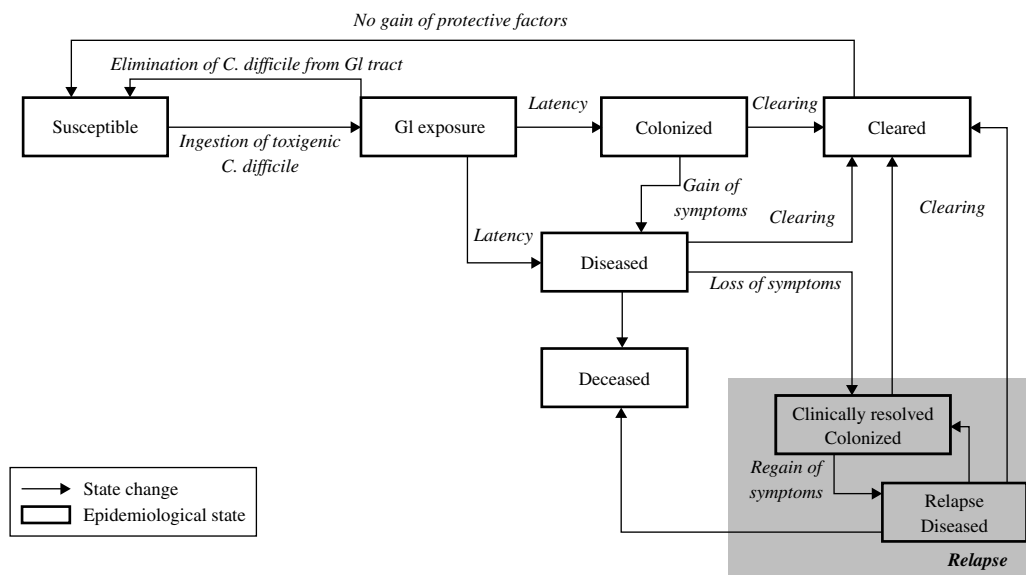 No gain of protective factors
Elimination of C. difficile from Gl tract
Susceptible
Ingestion of toxigenic
C. difficile
Gl exposure
Latency
Colonized
Clearing
Cleared
Gain of
symptoms
Clearing
Clearing
Latency
Diseased
Loss of symptoms
Deceased
Clinically resolved
Colonized
Regain of
symptoms
Relapse
Diseased
Relapse
State change
Epidemiological state